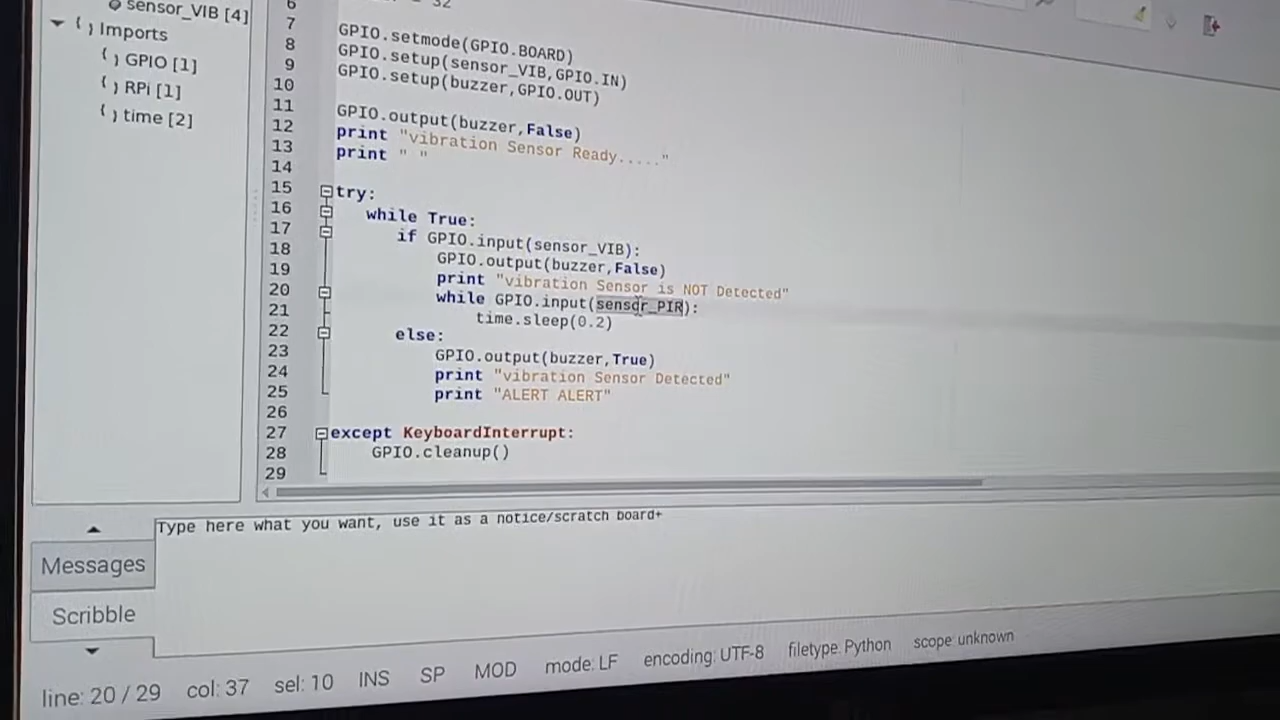 sensor_VIB [4]
Imports
GPIO [1]
RPi [1]
time [2]
6
7
8 GPIO.setmode(GPIO.BOARD)
9 GPIO.setup(sensor_VIB,GPIO.IN)
10 GPIO.setup(buzzer,GPIO.OUT)
11
12 GPIO.output(buzzer,False)
13 print "vibration Sensor Ready....."
14 print " "
15 try:
16 while True:
17 if GPIO.input(sensor_VIB):
18 GPIO.output(buzzer,False)
19 print "vibration Sensor is NOT Detected"
20 while GPIO.input(sensor_PIR):
21 time.sleep(0.2)
22 else:
23 GPIO.output(buzzer,True)
24 print "vibration Sensor Detected"
25 print "ALERT ALERT"
26
27 except KeyboardInterrupt:
28 GPIO.cleanup()
29
Type here what you want, use it as a notice/scratch board+
Messages
Scribble
line: 20 / 29 col: 37 sel: 10 INS SP MOD mode: LF encoding: UTF-8 filetype: Python scope: unknown